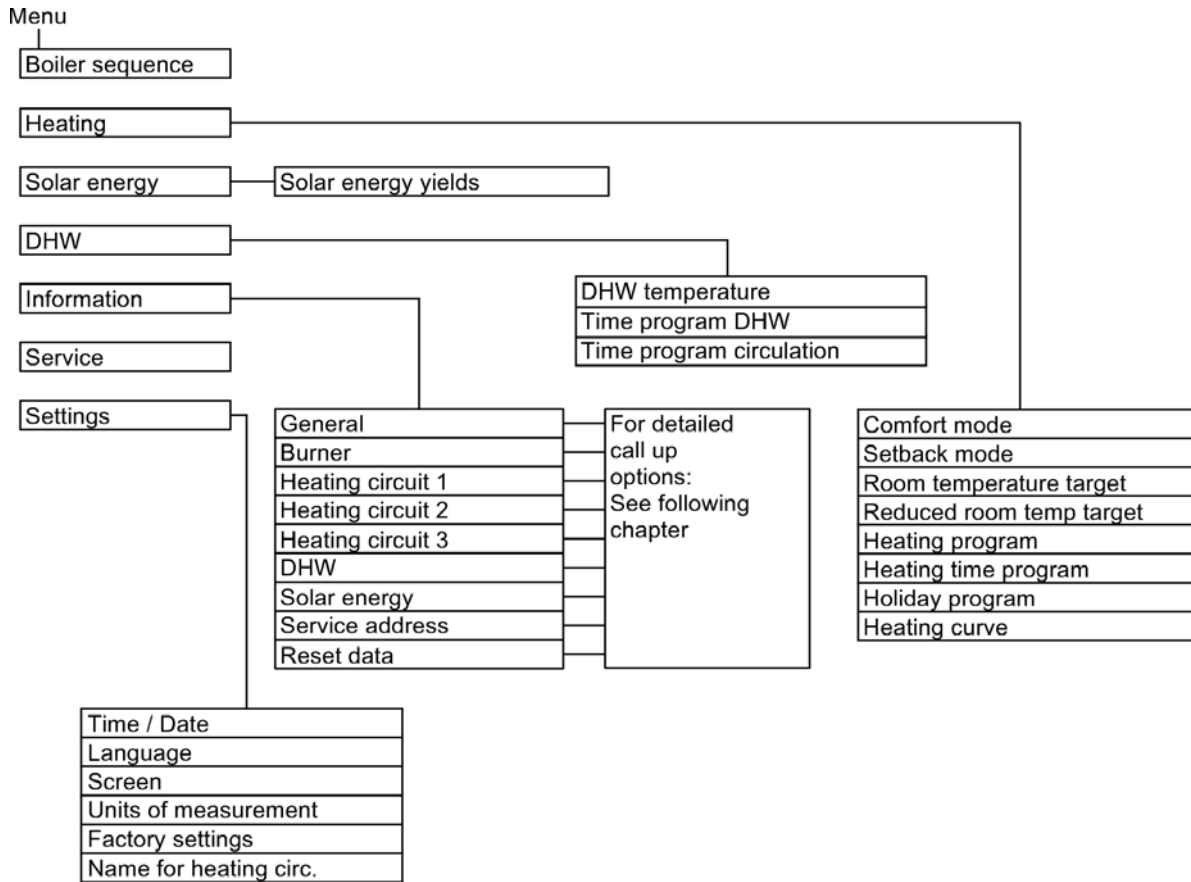 Menu
Boiler sequence
Heating
Solar energy
Solar energy yields
DHW
Information
Service
Settings
DHW temperature
Time program DHW
Time program circulation
General
Burner
Heating circuit 1
Heating circuit 2
Heating circuit 3
DHW
Solar energy
Service address
Reset data
For detailed
call up
options:
See following
chapter
Comfort mode
Setback mode
Room temperature target
Reduced room temp target
Heating program
Heating time program
Holiday program
Heating curve
Time / Date
Language
Screen
Units of measurement
Factory settings
Name for heating circ.